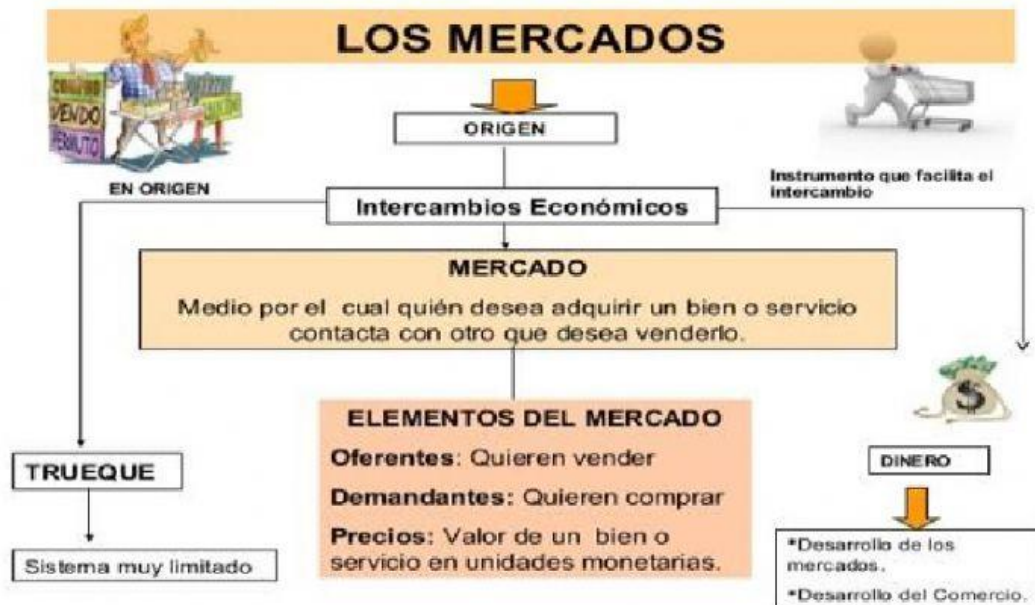 LOS MERCADOS
COMPRO
VENDO
PERMUTO
ORIGEN
EN ORIGEN
Instrumento que facilita el
intercambio
Intercambios Económicos
MERCADO
Medio por el cual quién desea adquirir un bien o servicio
contacta con otro que desea venderlo.
ELEMENTOS DEL MERCADO
Oferentes: Quieren vender
Demandantes: Quieren comprar
Precios: Valor de un bien o
servicio en unidades monetarias.
TRUEQUE
Sistema muy limitado
$
DINERO
*Desarrollo de los
mercados.
*Desarrollo del Comercio.